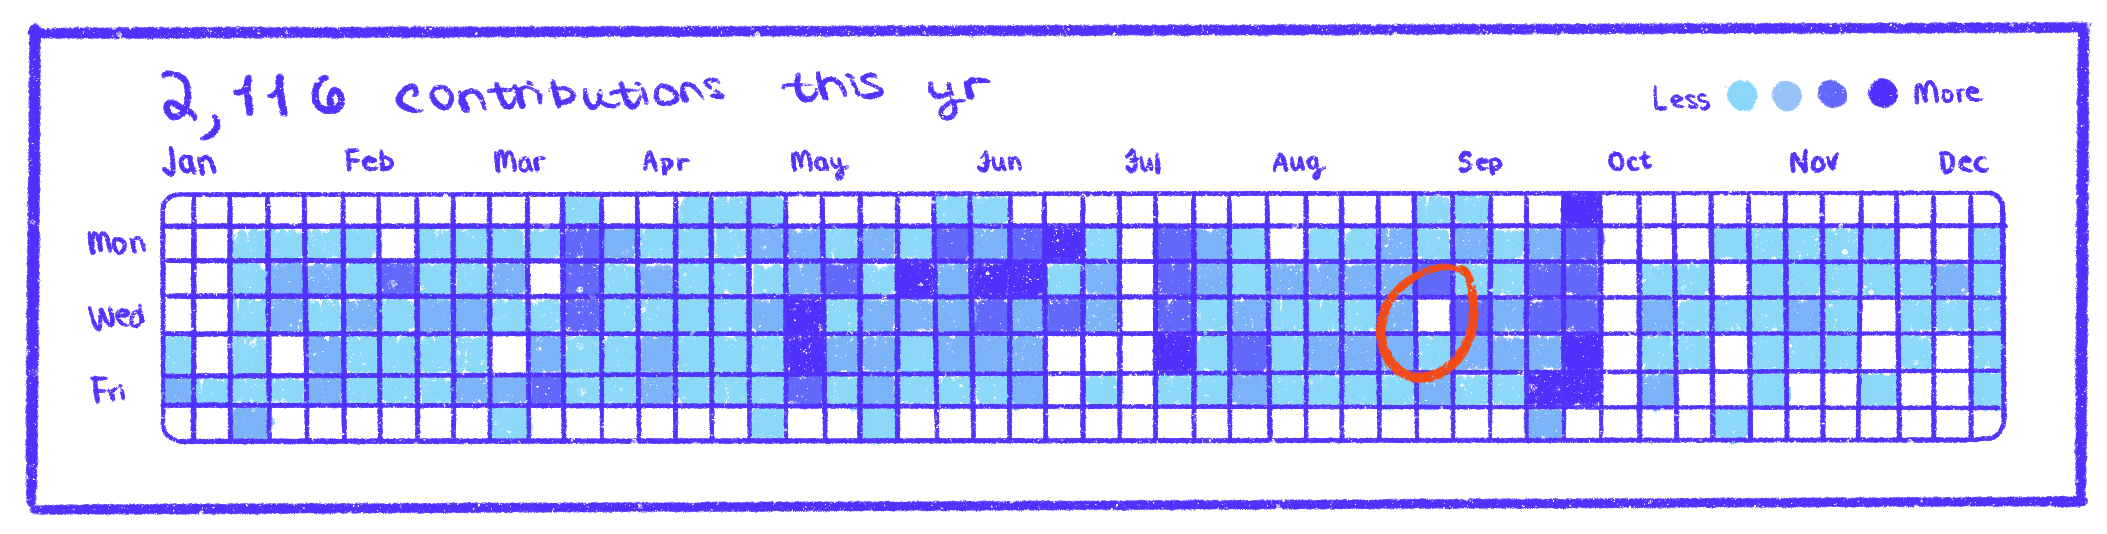 2,116 contributions this yr
Less More
Jan Feb Mar Apr May Jun Jul Aug Sep Oct Nov Dec
Mon
Wed
Fri